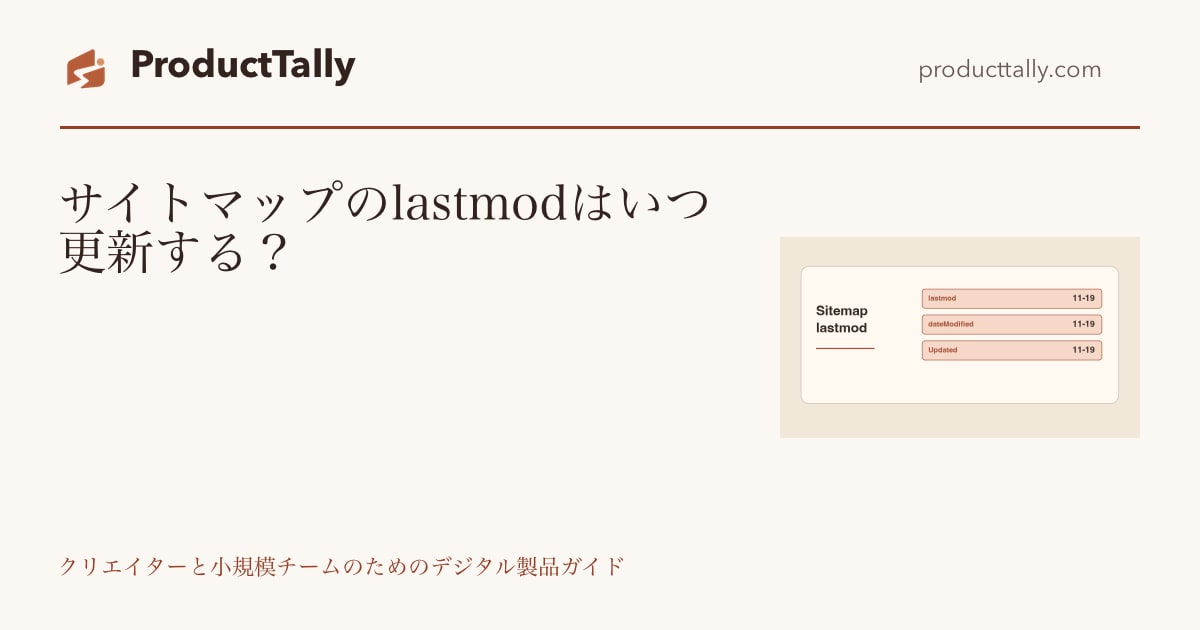 ProductTally
producttally.com
サイトマップのlastmodはいつ
更新する？
Sitemap
lastmod
lastmod 11-19
dateModified 11-19
Updated 11-19
クリエイターと小規模チームのためのデジタル製品ガイド